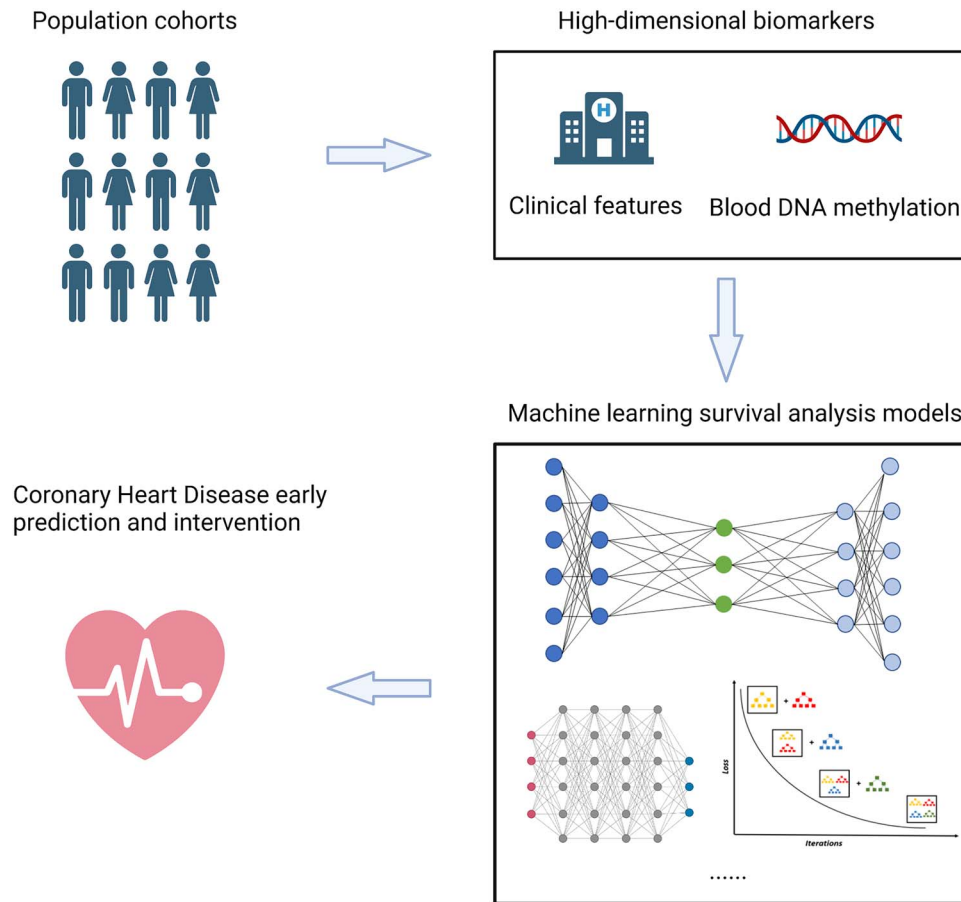 Population cohorts
High-dimensional biomarkers
H
Clinical features
Blood DNA methylation
Machine learning survival analysis models
Coronary Heart Disease early
prediction and intervention
+
+
+
Loss
Iterations
......